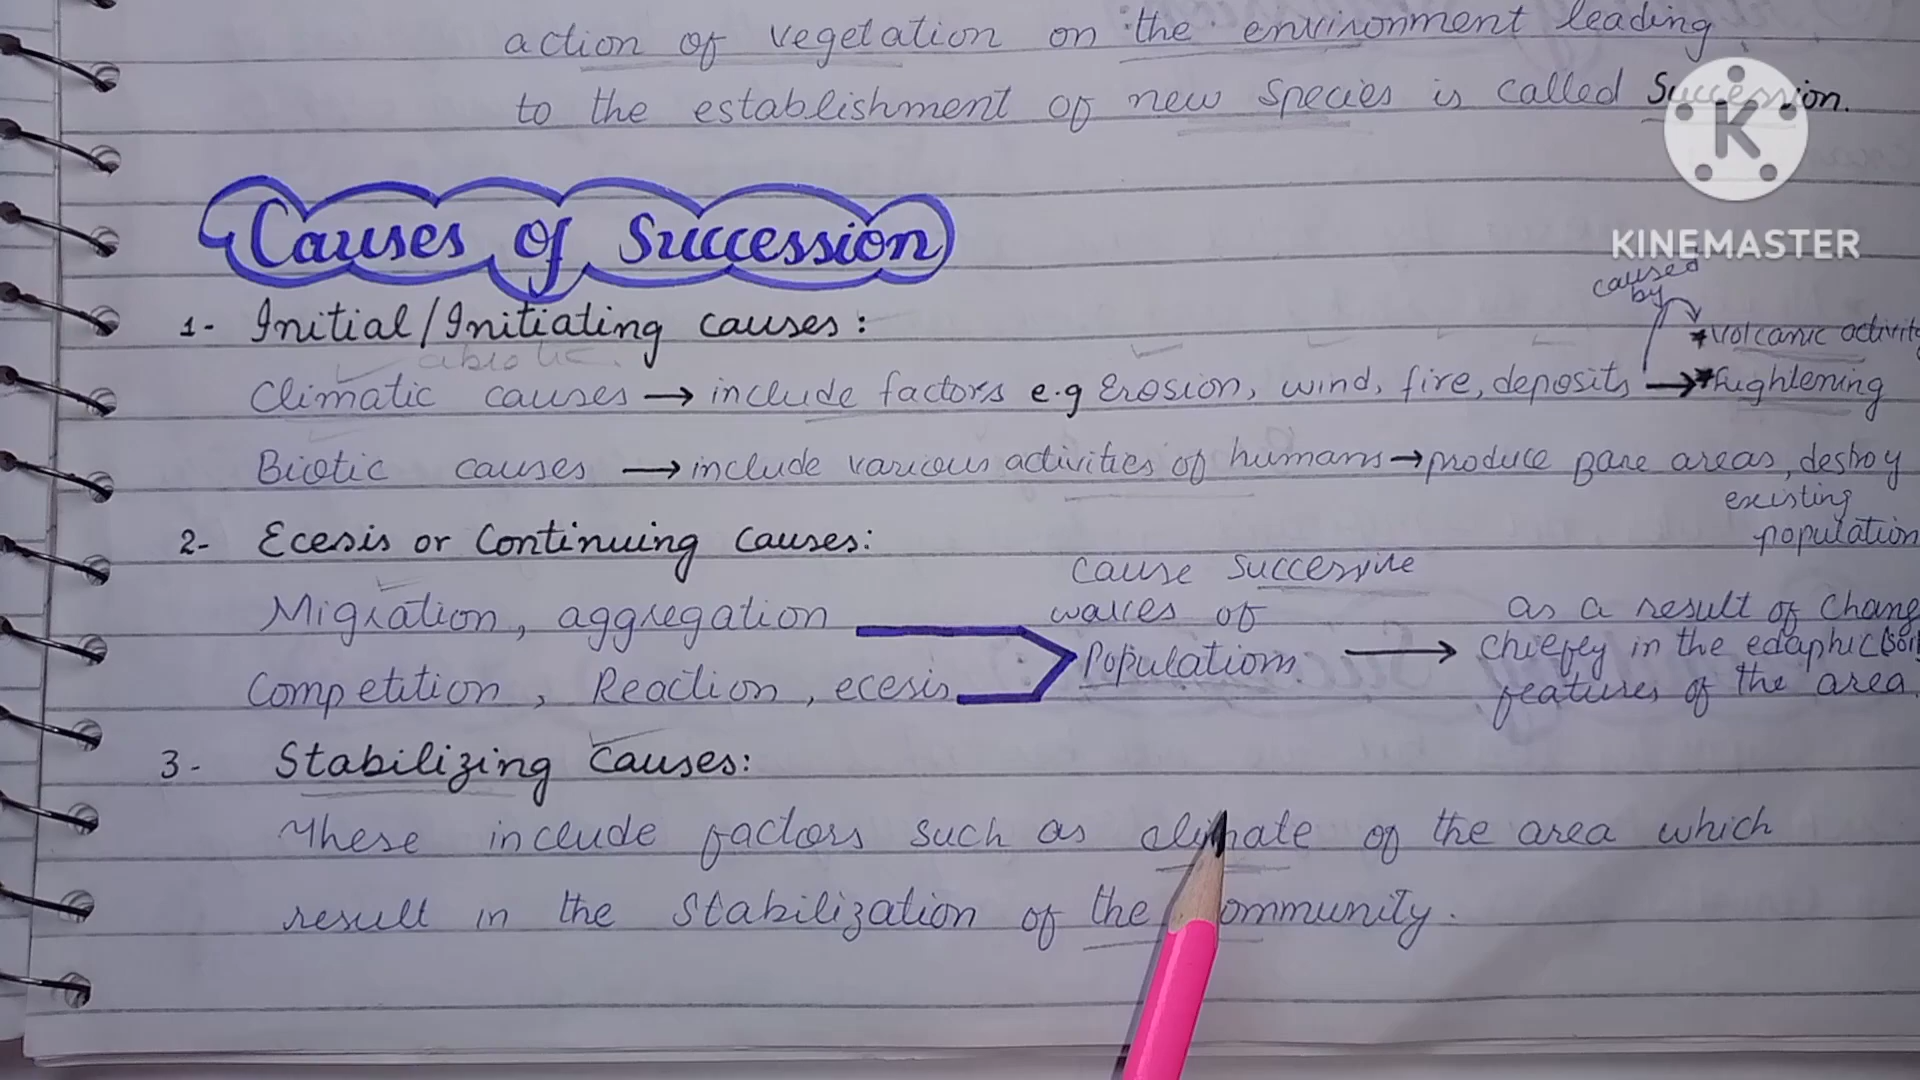 action of vegetation on the environment leading
to the establishment of new species is called Succession.
K
KINEMASTER
Causes of Succession
1- Initial/Initiating causes:
abiotic
caused by
*volcanic activity
Climatic causes → include factors e.g Erosion, wind, fire, deposits →
Biotic causes → include various activities of humans → produce bare areas, destroy
existing
population
2- Ecesis or Continuing Causes:
Migration, aggregation
Competition, Reaction, ecesis
cause successive
waves of
Populations →
as a result of Chang
chiefly in the edaphic (soil
features of the area.
3- Stabilizing Causes:
These include factors such as climate of the area which
result in the stabilization of the community.